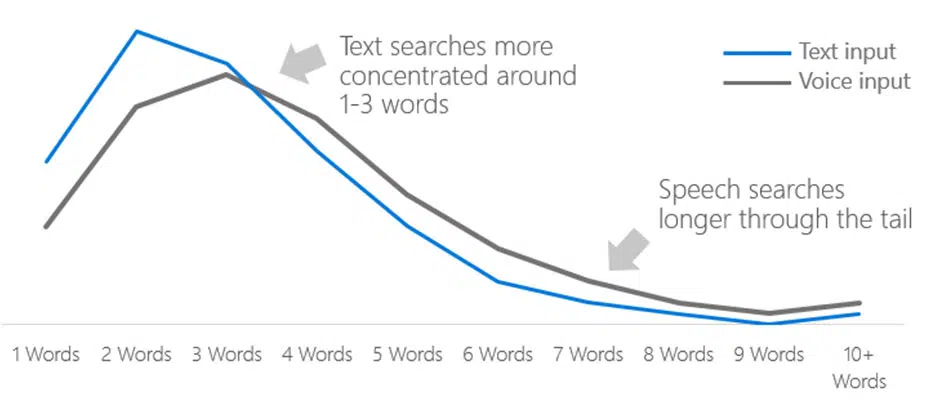 Text searches more
concentrated around
1-3 words
Text input
Voice input
Speech searches
longer through the tail
1 Words
2 Words
3 Words
4 Words
5 Words
6 Words
7 Words
8 Words
9 Words
10+
Words